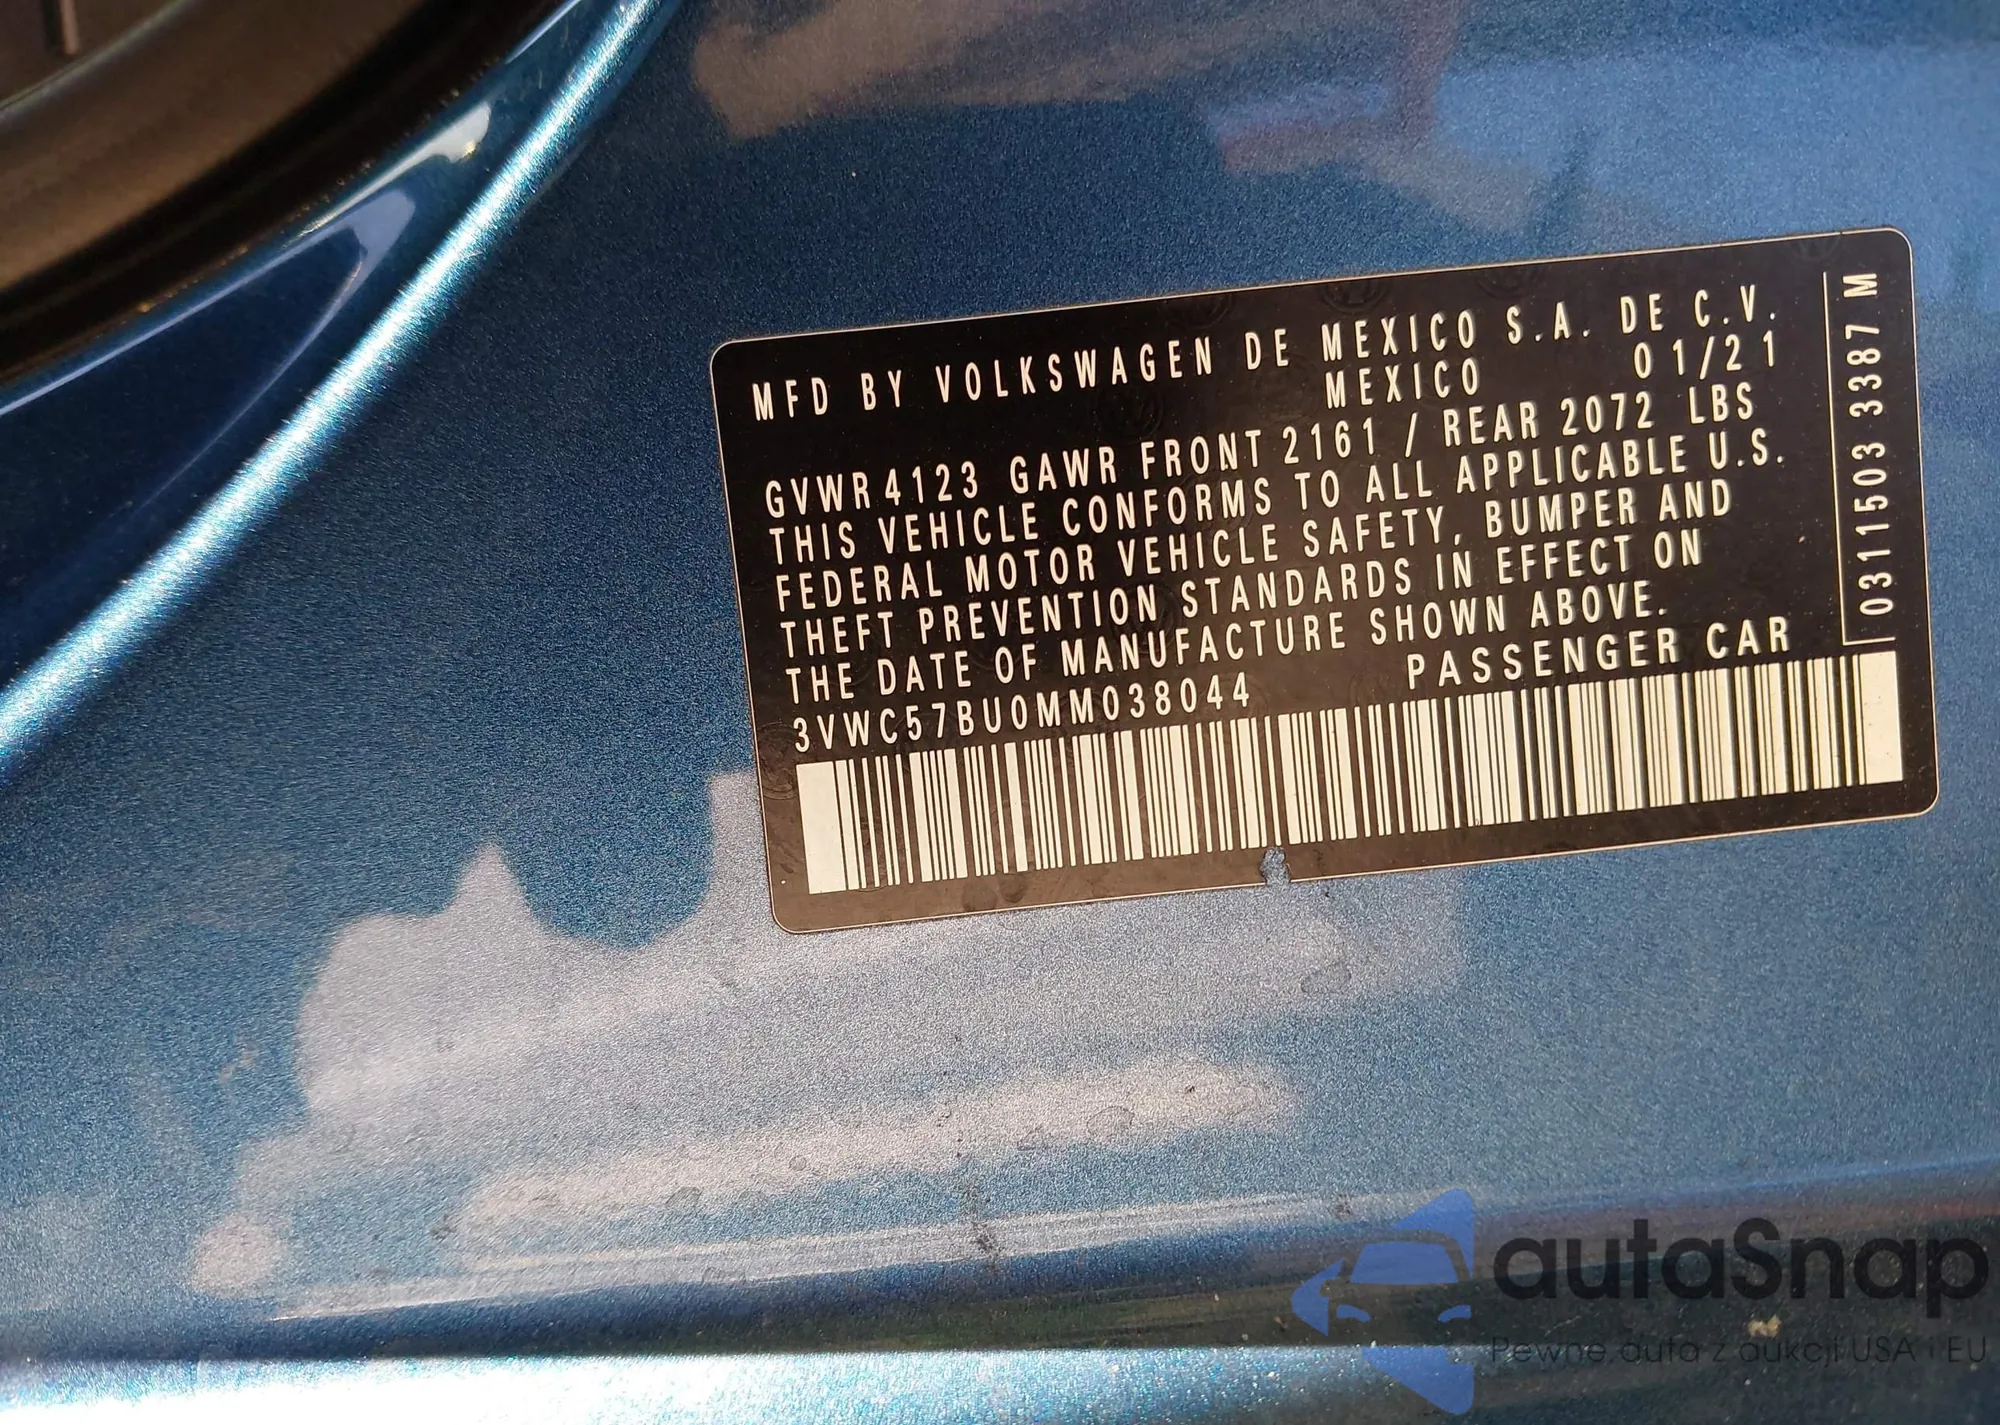 MFD BY VOLKSWAGEN DE MEXICO S.A. DE C.V.
MEXICO 01/21
GVWR4123 GAWR FRONT 2161 / REAR 2072 LBS
THIS VEHICLE CONFORMS TO ALL APPLICABLE U.S.
FEDERAL MOTOR VEHICLE SAFETY, BUMPER AND
THEFT PREVENTION STANDARDS IN EFFECT ON
THE DATE OF MANUFACTURE SHOWN ABOVE.
3VWC57BU0MM038044 PASSENGER CAR
0311503 3387 M
autaSnap
Pewne auta z aukcji USA i EU